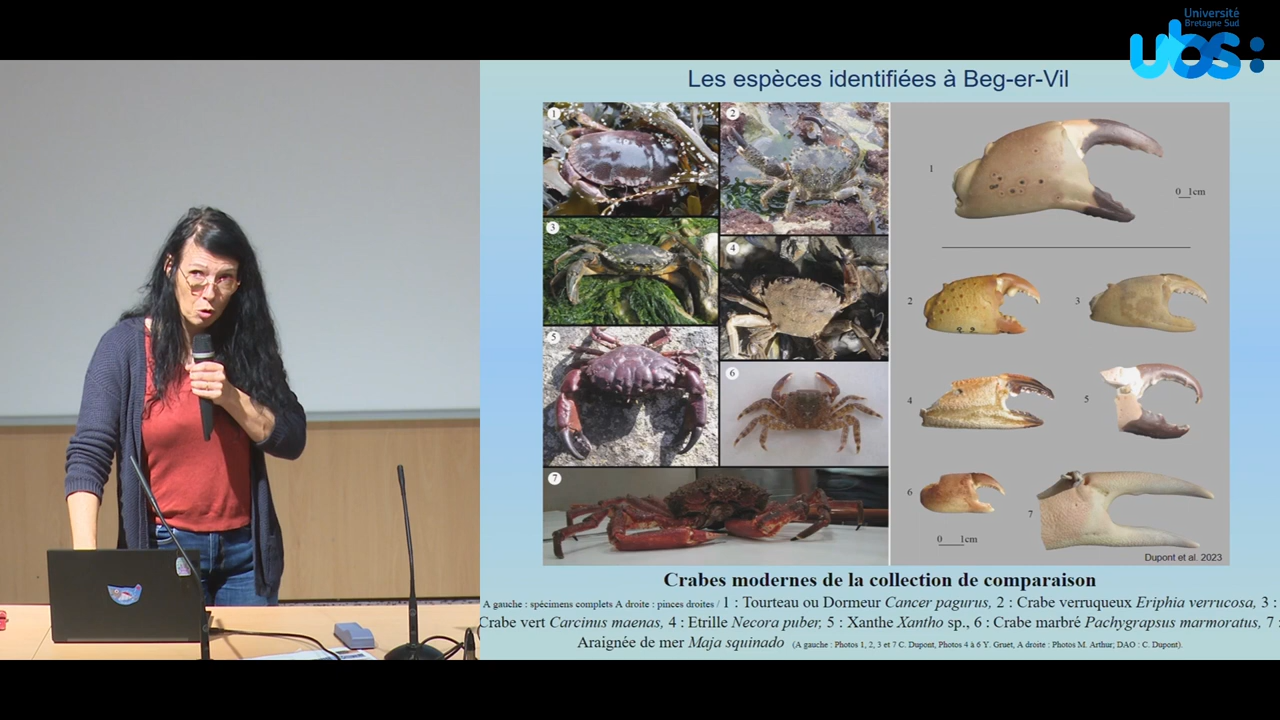 Université
Bretagne Sud
ubs:
Les espèces identifiées à Beg-er-Vil
1
2
3
4
5
6
7
1
0 1cm
2
3
4
5
6
7
0 1cm
Dupont et al. 2023
Crabes modernes de la collection de comparaison
A gauche : spécimens complets A droite : pinces droites / 1 : Tourteau ou Dormeur Cancer pagurus, 2 : Crabe verruqueux Eriphia verrucosa, 3 :
Crabe vert Carcinus maenas, 4 : Etrille Necora puber, 5 : Xanthe Xantho sp., 6 : Crabe marbré Pachygrapsus marmoratus, 7 :
Araignée de mer Maja squinado (A gauche : Photos 1, 2, 3 et 7 C. Dupont, Photos 4 à 6 Y. Gruet, A droite : Photos M. Arthur; DAO : C. Dupont).